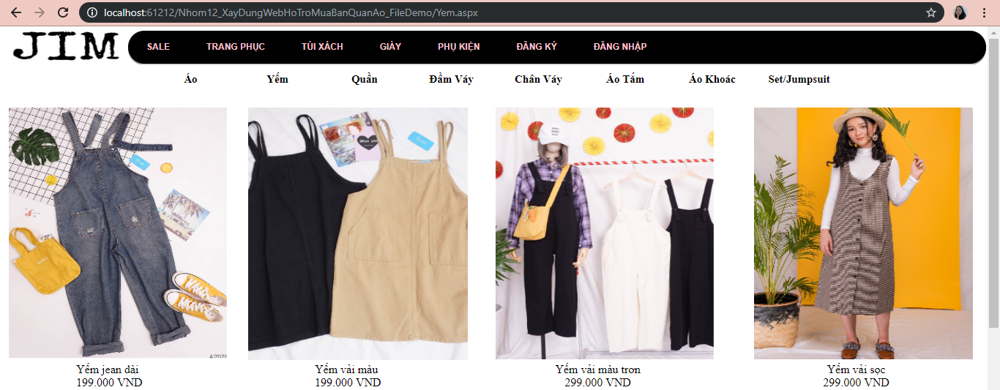 localhost:61212/Nhom12_XayDungWebHoTroMuaBanQuanAo_FileDemo/Yem.aspx
JIM SALE TRANG PHỤC TÚI XÁCH GIÀY PHỤ KIỆN ĐĂNG KÝ ĐĂNG NHẬP
Áo Yếm Quần Đầm Váy Chân Váy Áo Tắm Áo Khoác Set/Jumpsuit
Yếm jean dài Yếm vải màu Yếm vải màu trơn Yếm vải sọc
199.000 VND 199.000 VND 299.000 VND 299.000 VND